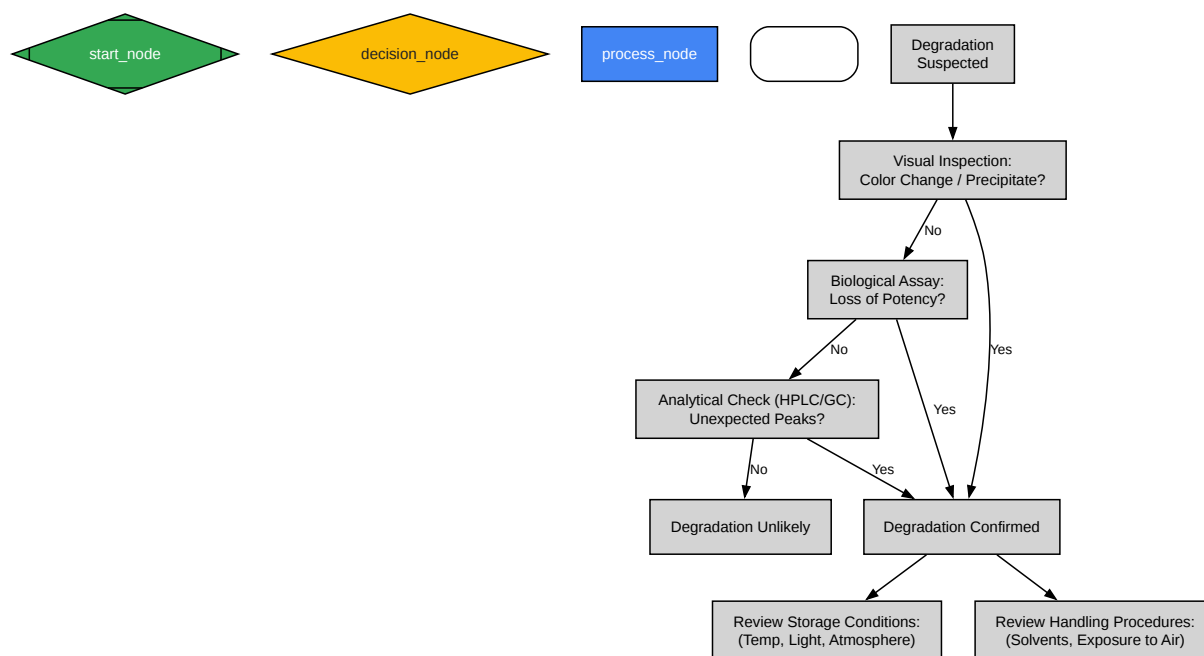 start_node
decision_node
process_node
Degradation
Suspected
Visual Inspection:
Color Change / Precipitate?
No
Yes
Biological Assay:
Loss of Potency?
No
Yes
Analytical Check (HPLC/GC):
Unexpected Peaks?
No
Yes
Degradation Unlikely
Degradation Confirmed
Review Storage Conditions:
(Temp, Light, Atmosphere)
Review Handling Procedures:
(Solvents, Exposure to Air)